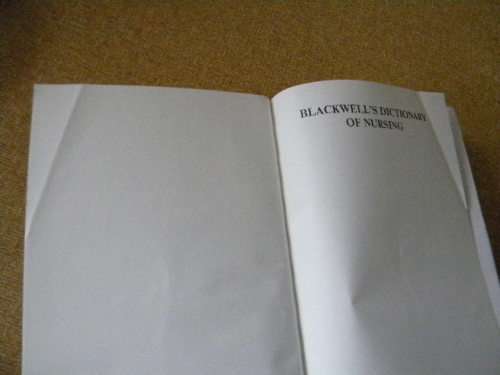 BLACKWELL'S DICTIONARY
OF NURSING